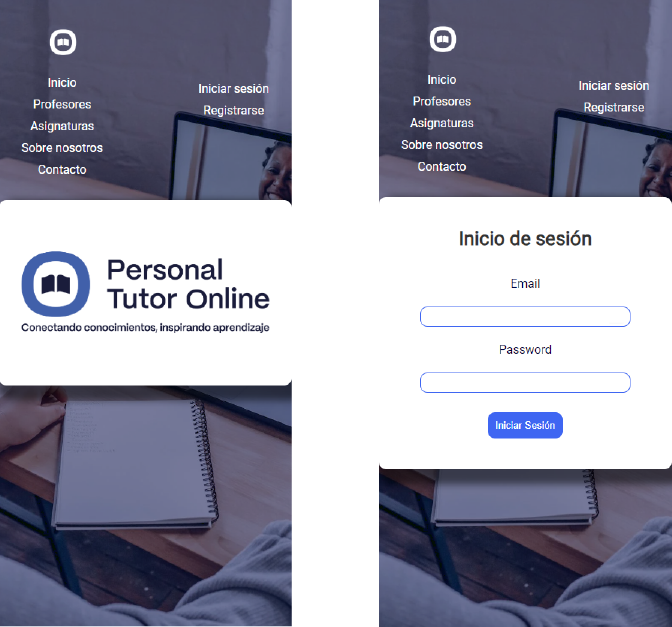 Inicio
Profesores
Asignaturas
Sobre nosotros
Contacto
Iniciar sesión
Registrarse
Personal
Tutor Online
Conectando conocimientos, inspirando aprendizaje
Inicio
Profesores
Asignaturas
Sobre nosotros
Contacto
Iniciar sesión
Registrarse
Inicio de sesión
Email
Password
Iniciar Sesión